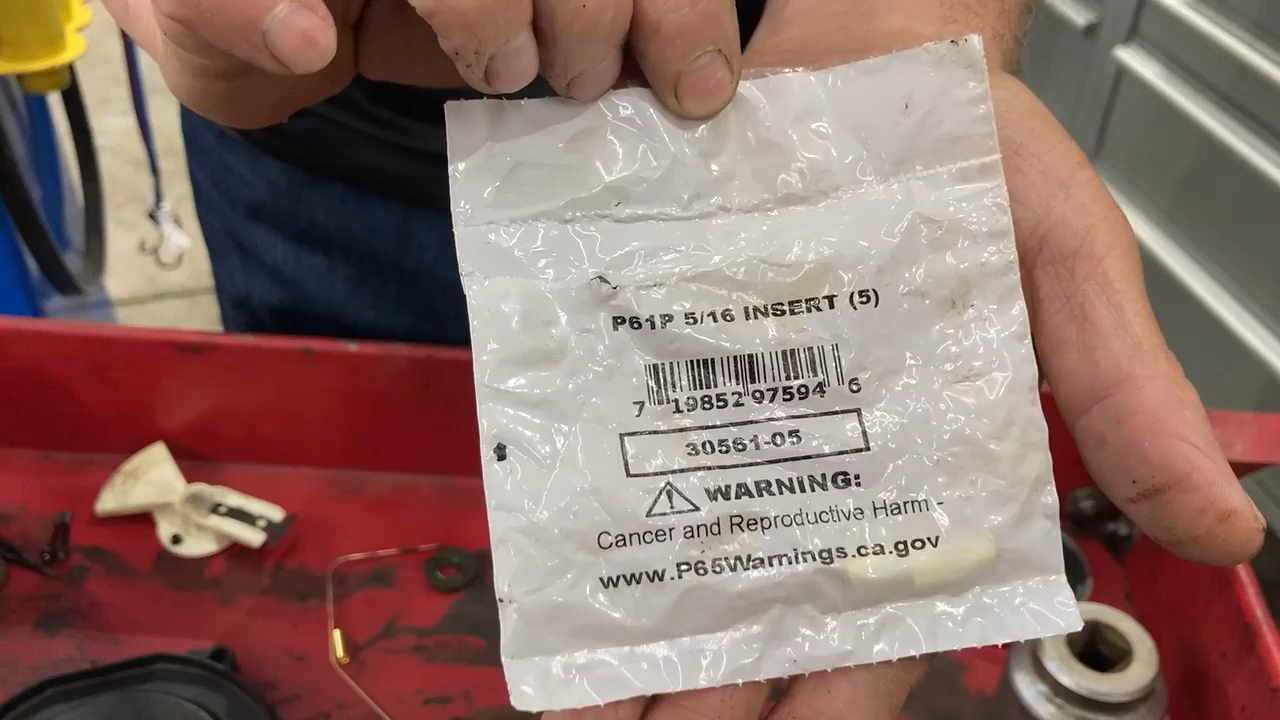 P61P 5/16 INSERT (5)
7 19852 97594 6
30561-05
WARNING:
Cancer and Reproductive Harm -
www.P65Warnings.ca.gov